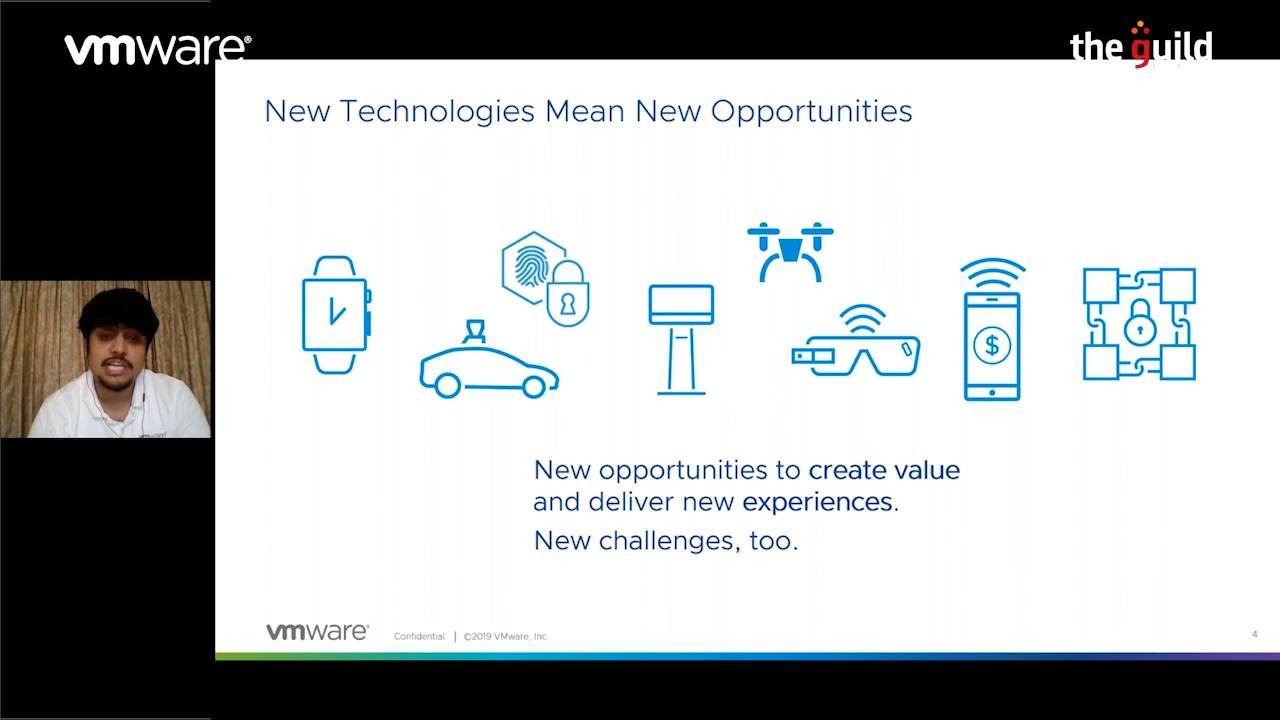 vmware®
the guild
New Technologies Mean New Opportunities
$
New opportunities to create value
and deliver new experiences.
New challenges, too.
vmware®
Confidential | ©2019 VMware, Inc.
4
vmware